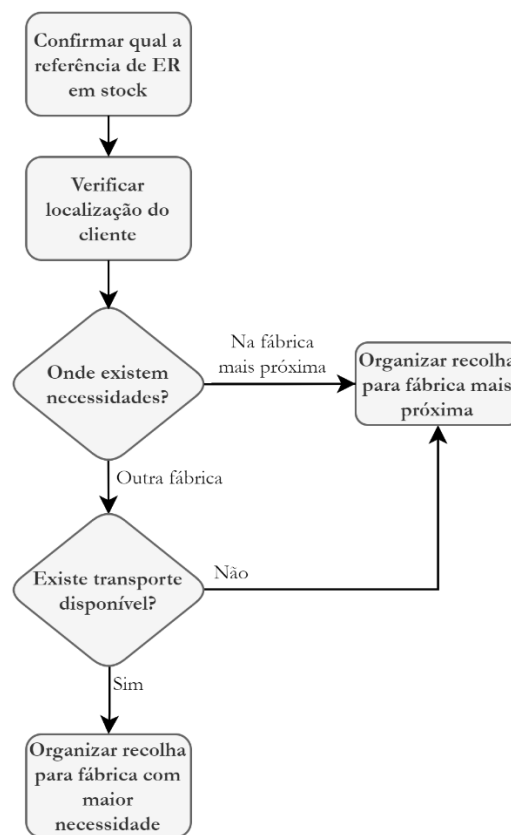 Confirmar qual a
referência de ER
em stock
Verificar
localização do
cliente
Onde existem
necessidades?
Na fábrica
mais próxima
Organizar recolha
para fábrica mais
próxima
Outra fábrica
Existe transporte
disponível?
Não
Sim
Organizar recolha
para fábrica com
maior
necessidade